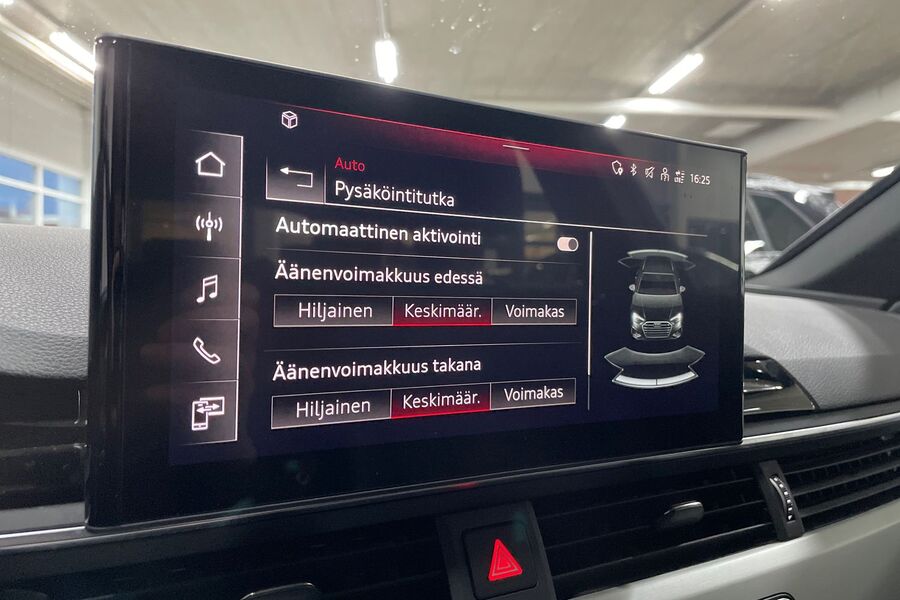 16:25
Auto
Pysäköintitutka
Automaattinen aktivointi
Äänenvoimakkuus edessä
Hiljainen Keskimäär. Voimakas
Äänenvoimakkuus takana
Hiljainen Keskimäär. Voimakas